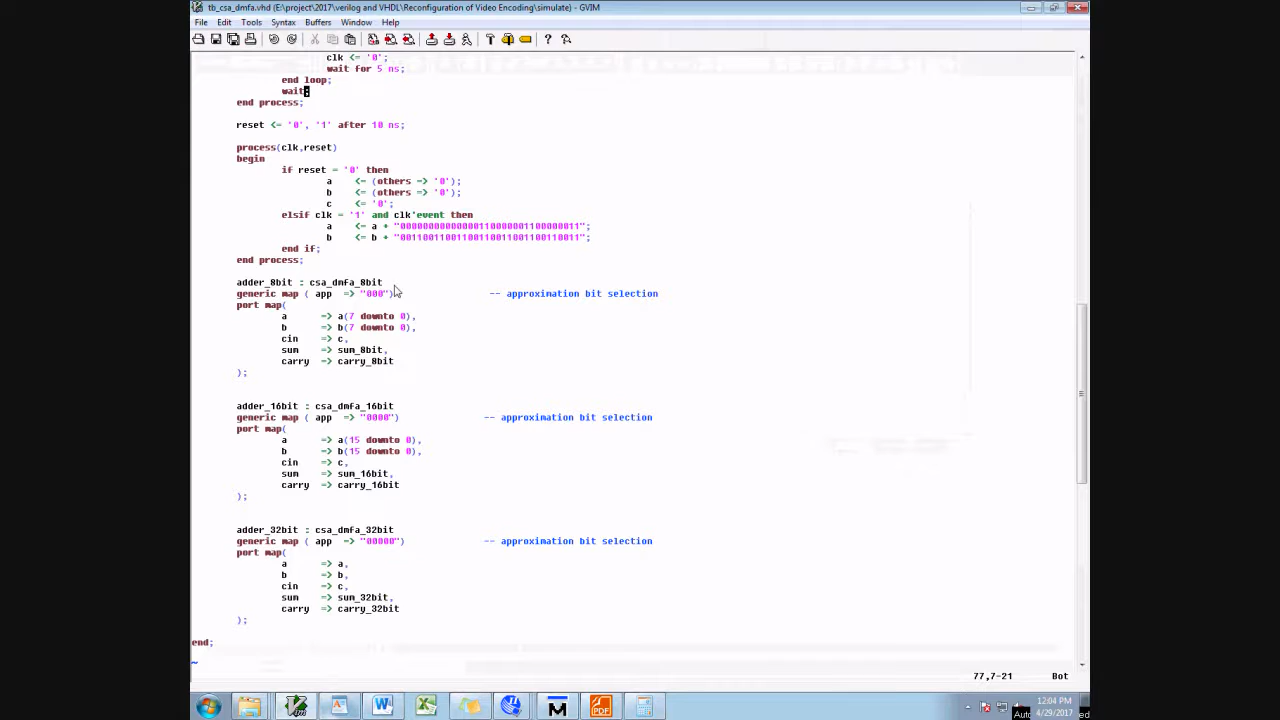 tb_csa_dmfa.vhd (E:\project\2017\verilog and VHDL\Reconfiguration of Video Encoding\simulate) - GVIM
File Edit Tools Syntax Buffers Window Help
clk <= '0';
wait for 5 ns;
end loop;
wait;
end process;
reset <= '0', '1' after 10 ns;
process(clk,reset)
begin
if reset = '0' then
a <= (others => '0');
b <= (others => '0');
c <= '0';
elsif clk = '1' and clk'event then
a <= a + "00000000000000110000001100000011";
b <= b + "00110011001100110011001100110011";
end if;
end process;
adder_8bit : csa_dmfa_8bit
generic map ( app => "000") -- approximation bit selection
port map(
a => a(7 downto 0),
b => b(7 downto 0),
cin => c,
sum => sum_8bit,
carry => carry_8bit
);
adder_16bit : csa_dmfa_16bit
generic map ( app => "0000") -- approximation bit selection
port map(
a => a(15 downto 0),
b => b(15 downto 0),
cin => c,
sum => sum_16bit,
carry => carry_16bit
);
adder_32bit : csa_dmfa_32bit
generic map ( app => "00000") -- approximation bit selection
port map(
a => a,
b => b,
cin => c,
sum => sum_32bit,
carry => carry_32bit
);
end;
~
77,7-21 Bot
12:04 PM
4/29/2017